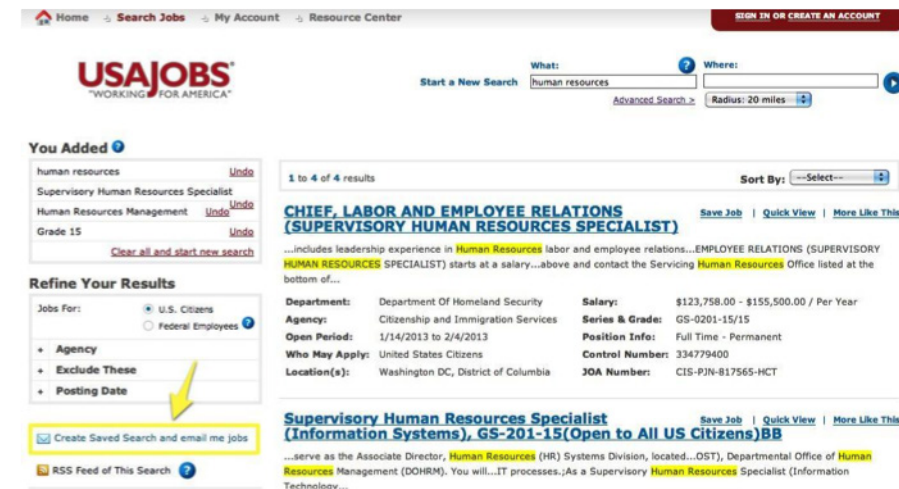 Home Search Jobs My Account Resource Center
SIGN IN OR CREATE AN ACCOUNT
USAJOBS
"WORKING FOR AMERICA"
What: ? Where:
Start a New Search human resources
Advanced Search > Radius: 20 miles
You Added ?
human resources Undo
Supervisory Human Resources Specialist Undo
Human Resources Management Undo
Grade 15 Undo
Clear all and start new search
Refine Your Results
Jobs For: U.S. Citizens
Federal Employees ?
+ Agency
+ Exclude These
+ Posting Date
Create Saved Search and email me jobs
RSS Feed of This Search ?
1 to 4 of 4 results Sort By: --Select--
CHIEF, LABOR AND EMPLOYEE RELATIONS Save Job | Quick View | More Like This
(SUPERVISORY HUMAN RESOURCES SPECIALIST)
...includes leadership experience in Human Resources labor and employee relations...EMPLOYEE RELATIONS (SUPERVISORY
HUMAN RESOURCES SPECIALIST) starts at a salary...above and contact the Servicing Human Resources Office listed at the
bottom of...
Department: Department Of Homeland Security Salary: $123,758.00 - $155,500.00 / Per Year
Agency: Citizenship and Immigration Services Series & Grade: GS-0201-15/15
Open Period: 1/14/2013 to 2/4/2013 Position Info: Full Time - Permanent
Who May Apply: United States Citizens Control Number: 334779400
Location(s): Washington DC, District of Columbia JOA Number: CIS-PJN-817565-HCT
Supervisory Human Resources Specialist Save Job | Quick View | More Like This
(Information Systems), GS-201-15(Open to All US Citizens)BB
...serve as the Associate Director, Human Resources (HR) Systems Division, located...OST), Departmental Office of Human
Resources Management (DOHRM). You will...IT processes.;As a Supervisory Human Resources Specialist (Information
Technology...